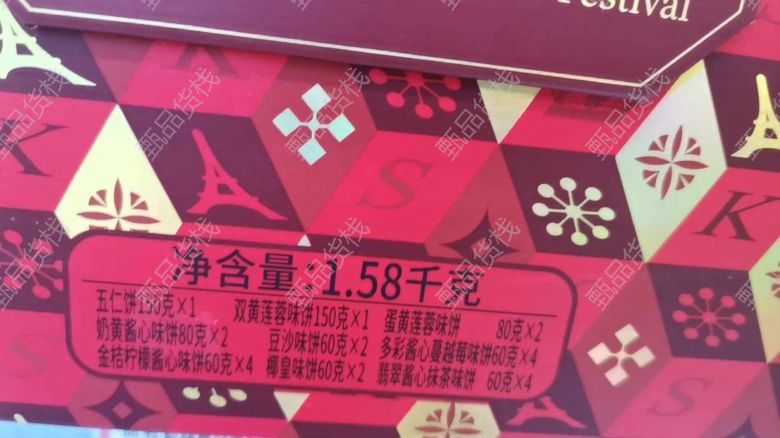 Festival
K
S
K
S
净含量:1.58千克
五仁饼150克×1 双黄莲蓉味饼150克×1 蛋黄莲蓉味饼 80克×2
奶黄酱心味饼80克×2 豆沙味饼60克×2 多彩酱心蔓越莓味饼60克×4
金桔柠檬酱心味饼60克×4 椰皇味饼60克×2 翡翠酱心抹茶味饼 60克×4
甄品货栈